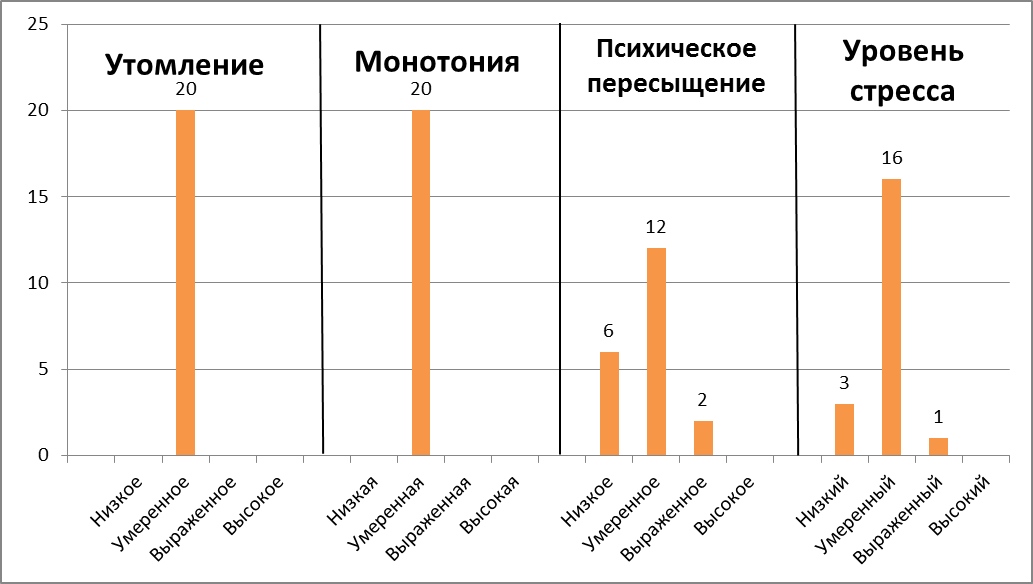 25
20
15
10
5
0
Утомление
20
Низкое
Умеренное
Выраженное
Высокое
Монотония
20
Низкая
Умеренная
Выраженная
Высокая
Психическое
пересыщение
6
12
2
Низкое
Умеренное
Выраженное
Высокое
Уровень
стресса
3
16
1
Низкий
Умеренный
Выраженный
Высокий